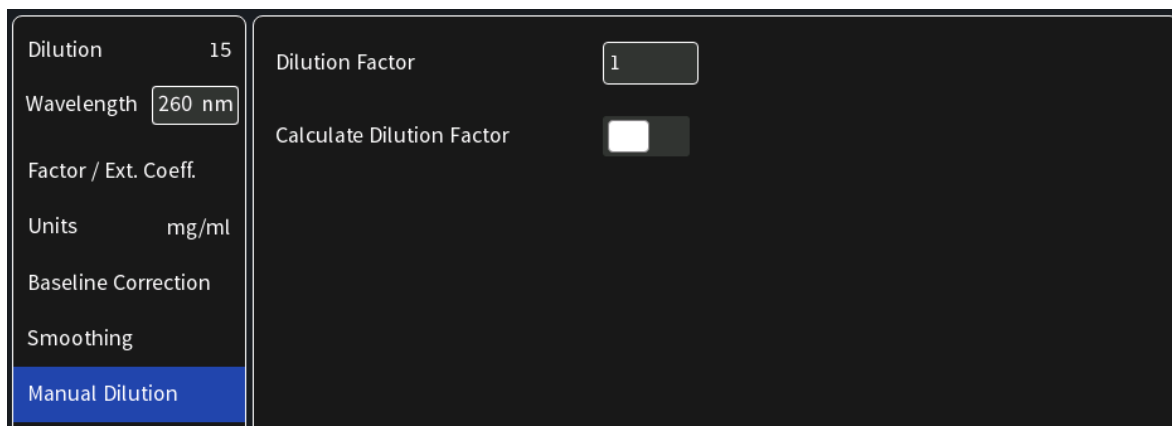 Dilution 15
Wavelength 260 nm
Factor / Ext. Coeff.
Units mg/ml
Baseline Correction
Smoothing
Manual Dilution
Dilution Factor 1
Calculate Dilution Factor